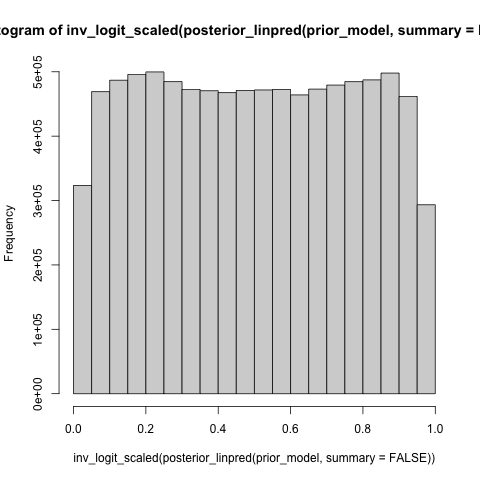 togram of inv_logit_scaled(posterior_linpred(prior_model, summary =
Frequency
5e+05
4e+05
3e+05
2e+05
1e+05
0e+00
0.0 0.2 0.4 0.6 0.8 1.0
inv_logit_scaled(posterior_linpred(prior_model, summary = FALSE))